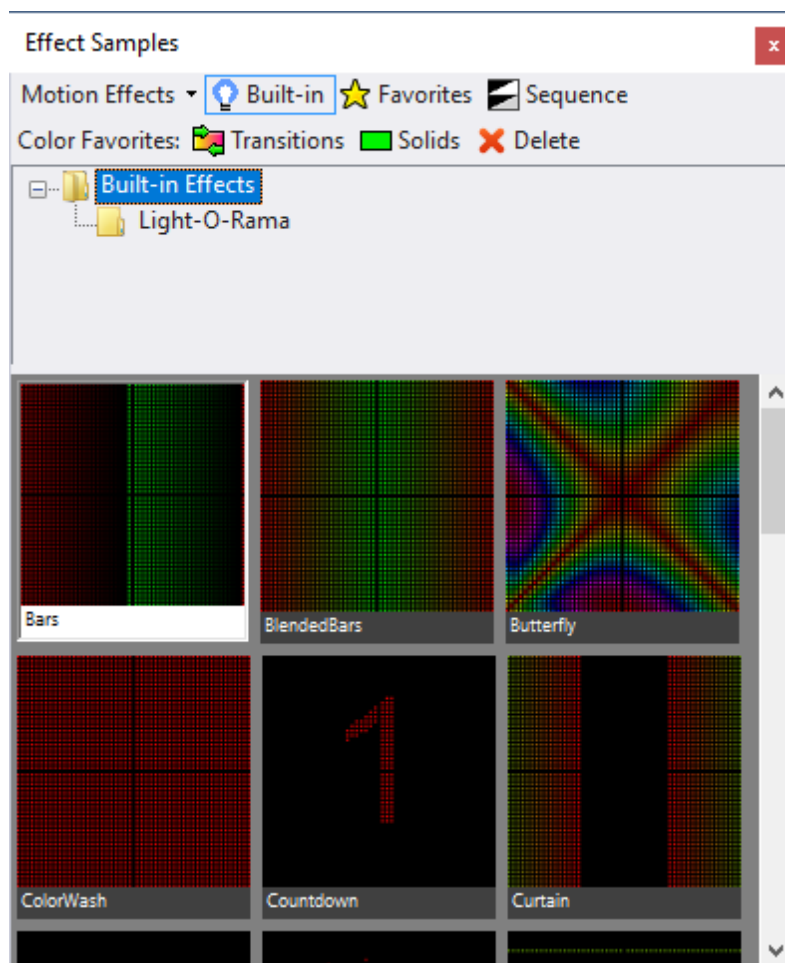 Effect Samples
x
Motion Effects Built-in Favorites Sequence
Color Favorites: Transitions Solids Delete
Built-in Effects
Light-O-Rama
Bars BlendedBars Butterfly
1
ColorWash Countdown Curtain